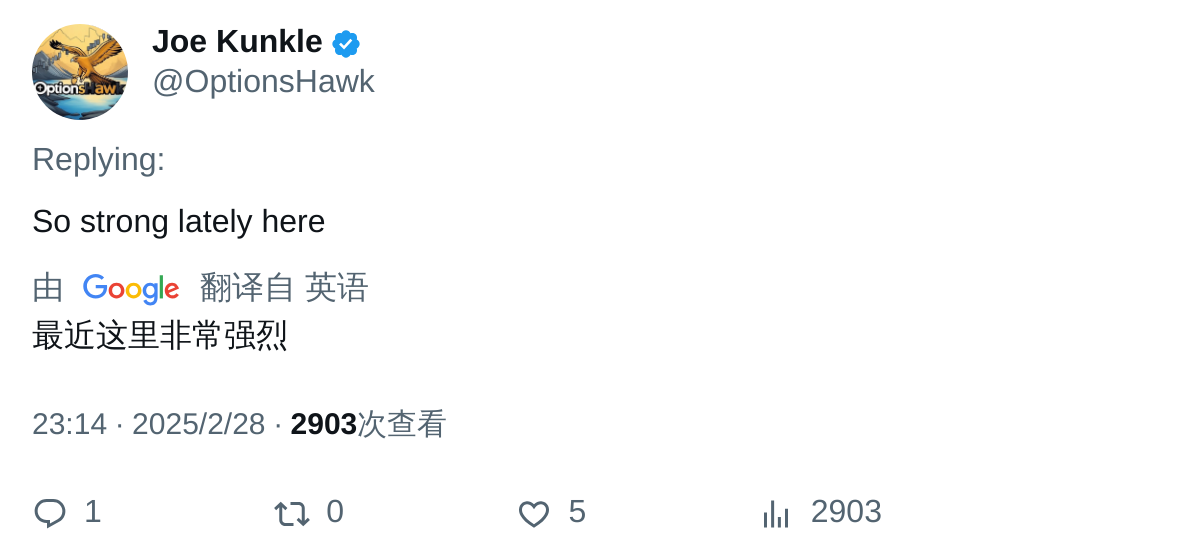 OptionsHawk
Joe Kunkle
@OptionsHawk
Replying:
So strong lately here
由 Google 翻译自 英语
最近这里非常强烈
23:14 · 2025/2/28 · 2903次查看
1 0 5 2903